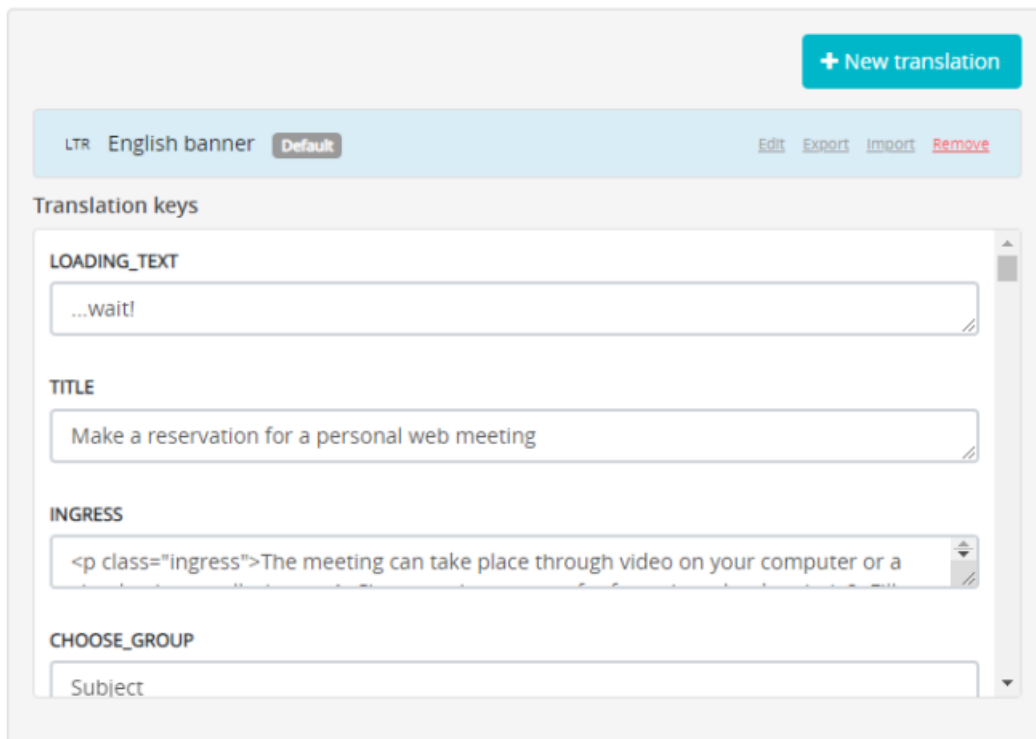 + New translation
LTR English banner Default Edit Export Import Remove
Translation keys
LOADING_TEXT
...wait!
TITLE
Make a reservation for a personal web meeting
INGRESS
<p class="ingress">The meeting can take place through video on your computer or a
CHOOSE_GROUP
Subject